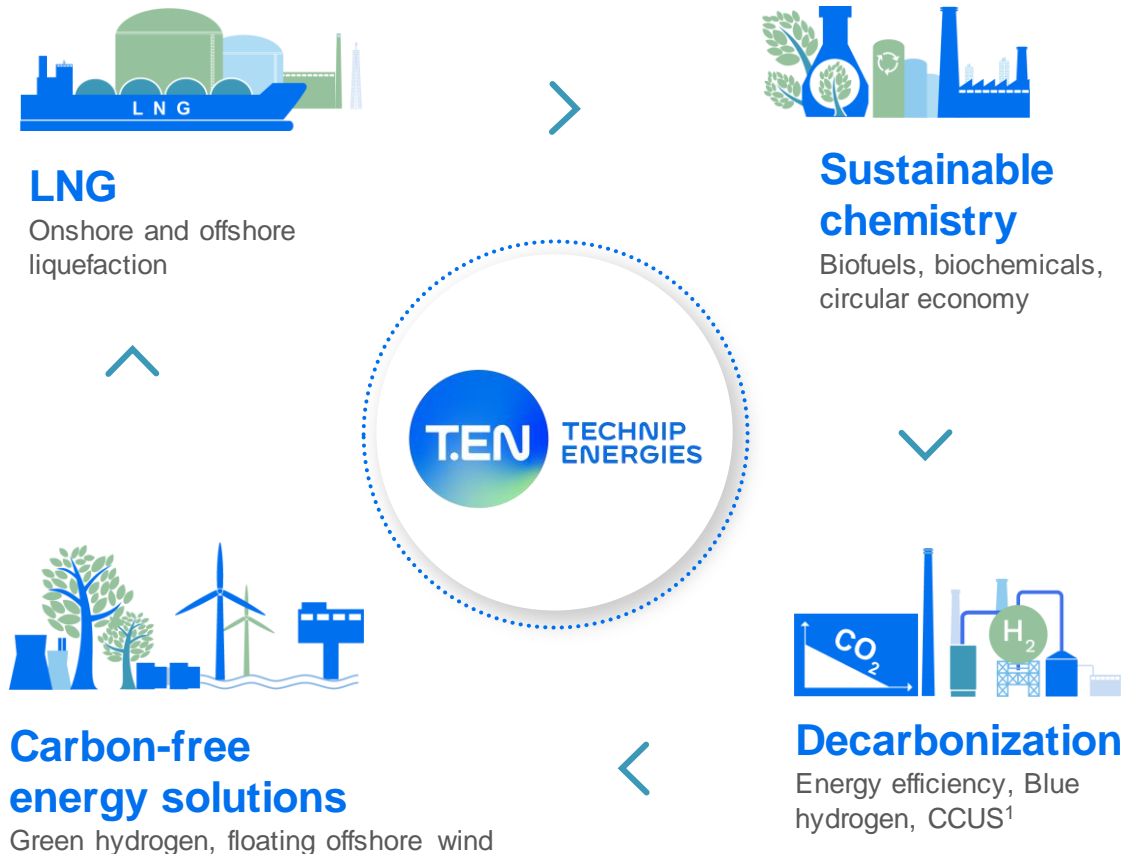 L N G
LNG
Onshore and offshore
liquefaction
Sustainable
chemistry
Biofuels, biochemicals,
circular economy
T.EN
TECHNIP
ENERGIES
CO2
H2
Carbon-free
energy solutions
Green hydrogen, floating offshore wind
Decarbonization
Energy efficiency, Blue
hydrogen, CCUS¹